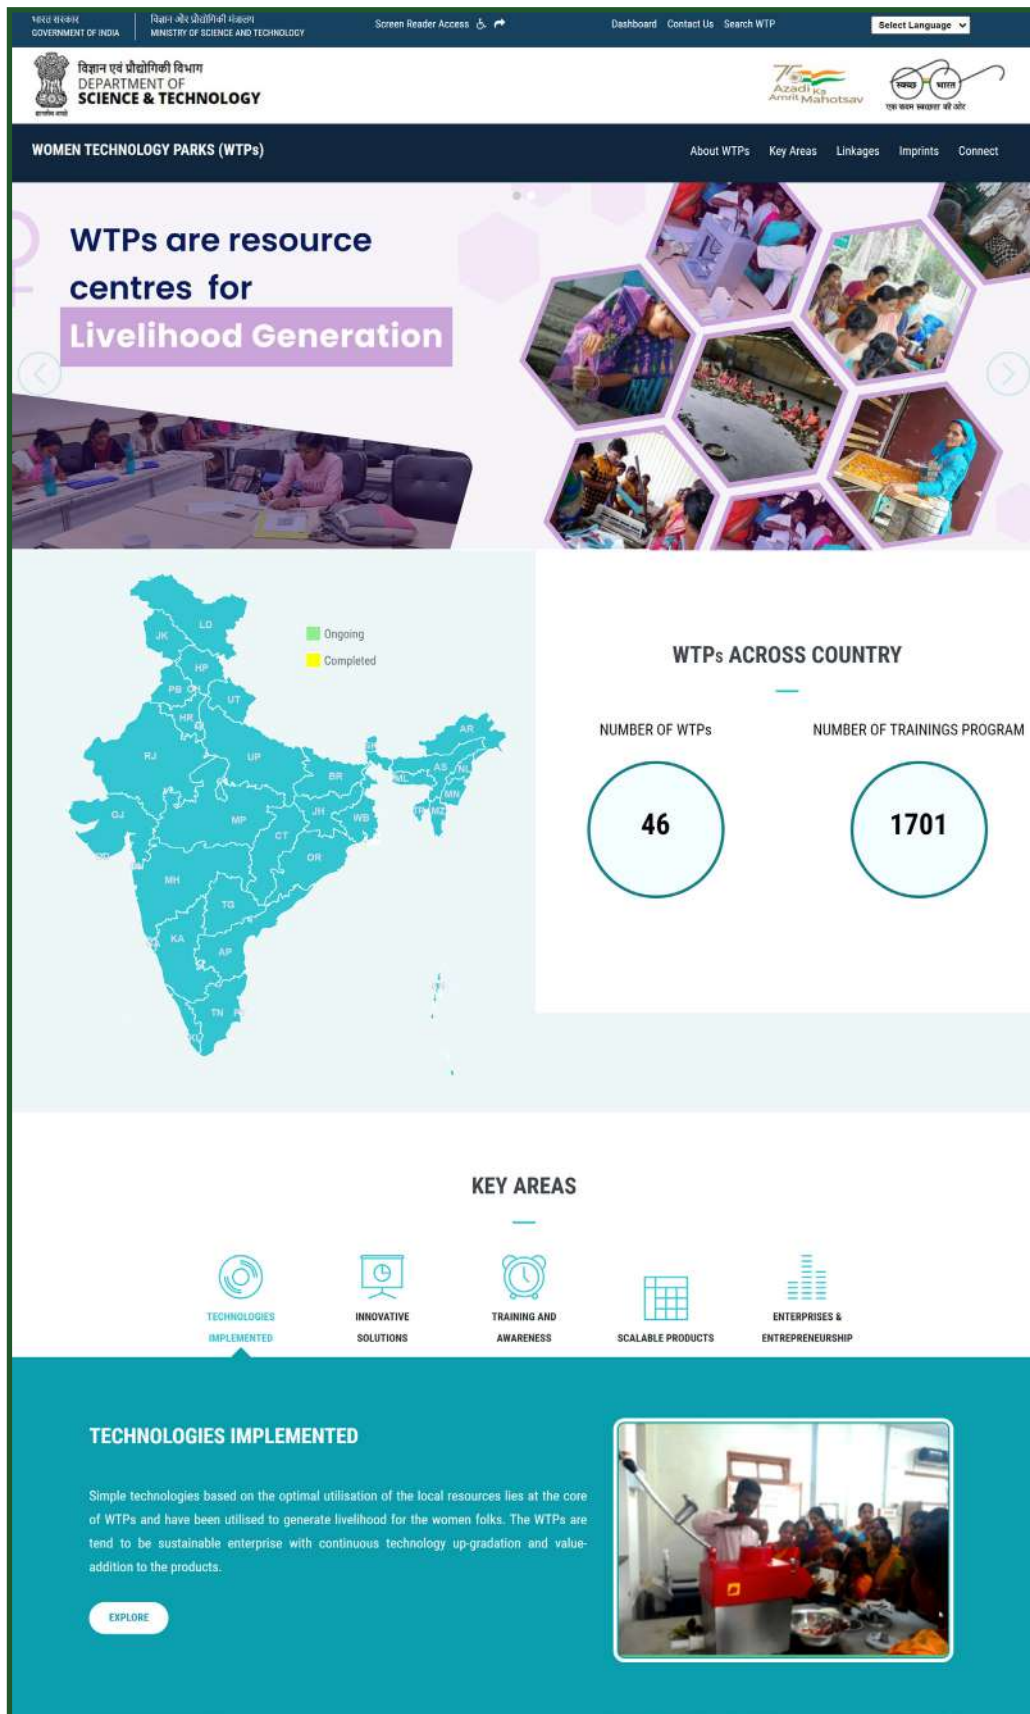 भारत सरकार
GOVERNMENT OF INDIA
विज्ञान और प्रौद्योगिकी मंत्रालय
MINISTRY OF SCIENCE AND TECHNOLOGY
Screen Reader Access
Dashboard Contact Us Search WTP
Select Language
विज्ञान एवं प्रौद्योगिकी विभाग
DEPARTMENT OF
SCIENCE & TECHNOLOGY
सत्यमेव जयते
Azadi Ka
Amrit Mahotsav
स्वच्छ भारत
एक कदम स्वच्छता की ओर
WOMEN TECHNOLOGY PARKS (WTPs)
About WTPs Key Areas Linkages Imprints Connect
WTPs are resource
centres for
Livelihood Generation
Ongoing
Completed
LD
JK
HP
PB CH
UT
HR
AR
RJ
UP
BR
AS NL
ML
MN
GJ
MP
JH
WB
TR MZ
CT
OR
MH
TG
KA
AP
TN
KL
WTPs ACROSS COUNTRY
NUMBER OF WTPs
NUMBER OF TRAININGS PROGRAM
46
1701
KEY AREAS
TECHNOLOGIES
IMPLEMENTED
INNOVATIVE
SOLUTIONS
TRAINING AND
AWARENESS
SCALABLE PRODUCTS
ENTERPRISES &
ENTREPRENEURSHIP
TECHNOLOGIES IMPLEMENTED
Simple technologies based on the optimal utilisation of the local resources lies at the core
of WTPs and have been utilised to generate livelihood for the women folks. The WTPs are
tend to be sustainable enterprise with continuous technology up-gradation and value-
addition to the products.
EXPLORE